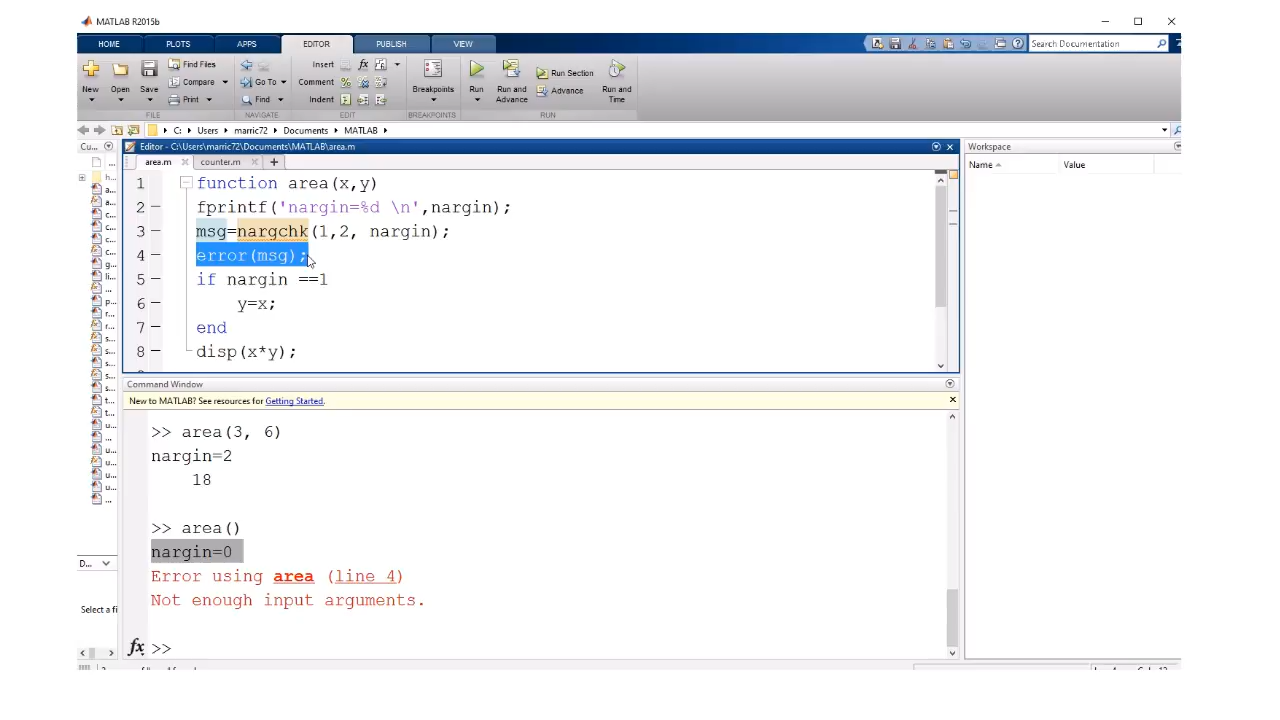 MATLAB R2015b
HOME PLOTS APPS EDITOR PUBLISH VIEW
Search Documentation
New
Open
Save
Find Files
Compare
Print
FILE
Go To
Find
NAVIGATE
Insert fx
Comment %
Indent
EDIT
Breakpoints
BREAKPOINTS
Run
Run and Advance
Run Section
Advance
Run and Time
RUN
C: Users marric72 Documents MATLAB
Cu...
Editor - C:\Users\marric72\Documents\MATLAB\area.m
area.m counter.m
1 function area(x,y)
2 fprintf('nargin=%d \n',nargin);
3 msg=nargchk(1,2, nargin);
4 error(msg);
5 if nargin ==1
6 y=x;
7 end
8 disp(x*y);
Workspace
Name Value
Command Window
New to MATLAB? See resources for Getting Started.
>> area(3, 6)
nargin=2
18
>> area()
nargin=0
Error using area (line 4)
Not enough input arguments.
fx >>
D...
Select a fi